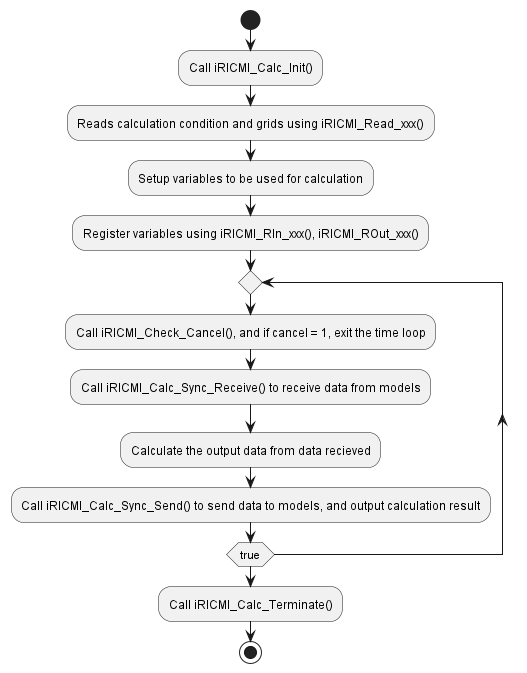 Call iRICMI_Calc_Init()
Reads calculation condition and grids using iRICMI_Read_xxx()
Setup variables to be used for calculation
Register variables using iRICMI_RIn_xxx(), iRICMI_ROut_xxx()
Call iRICMI_Check_Cancel(), and if cancel = 1, exit the time loop
Call iRICMI_Calc_Sync_Receive() to receive data from models
Calculate the output data from data recieved
Call iRICMI_Calc_Sync_Send() to send data to models, and output calculation result
true
Call iRICMI_Calc_Terminate()